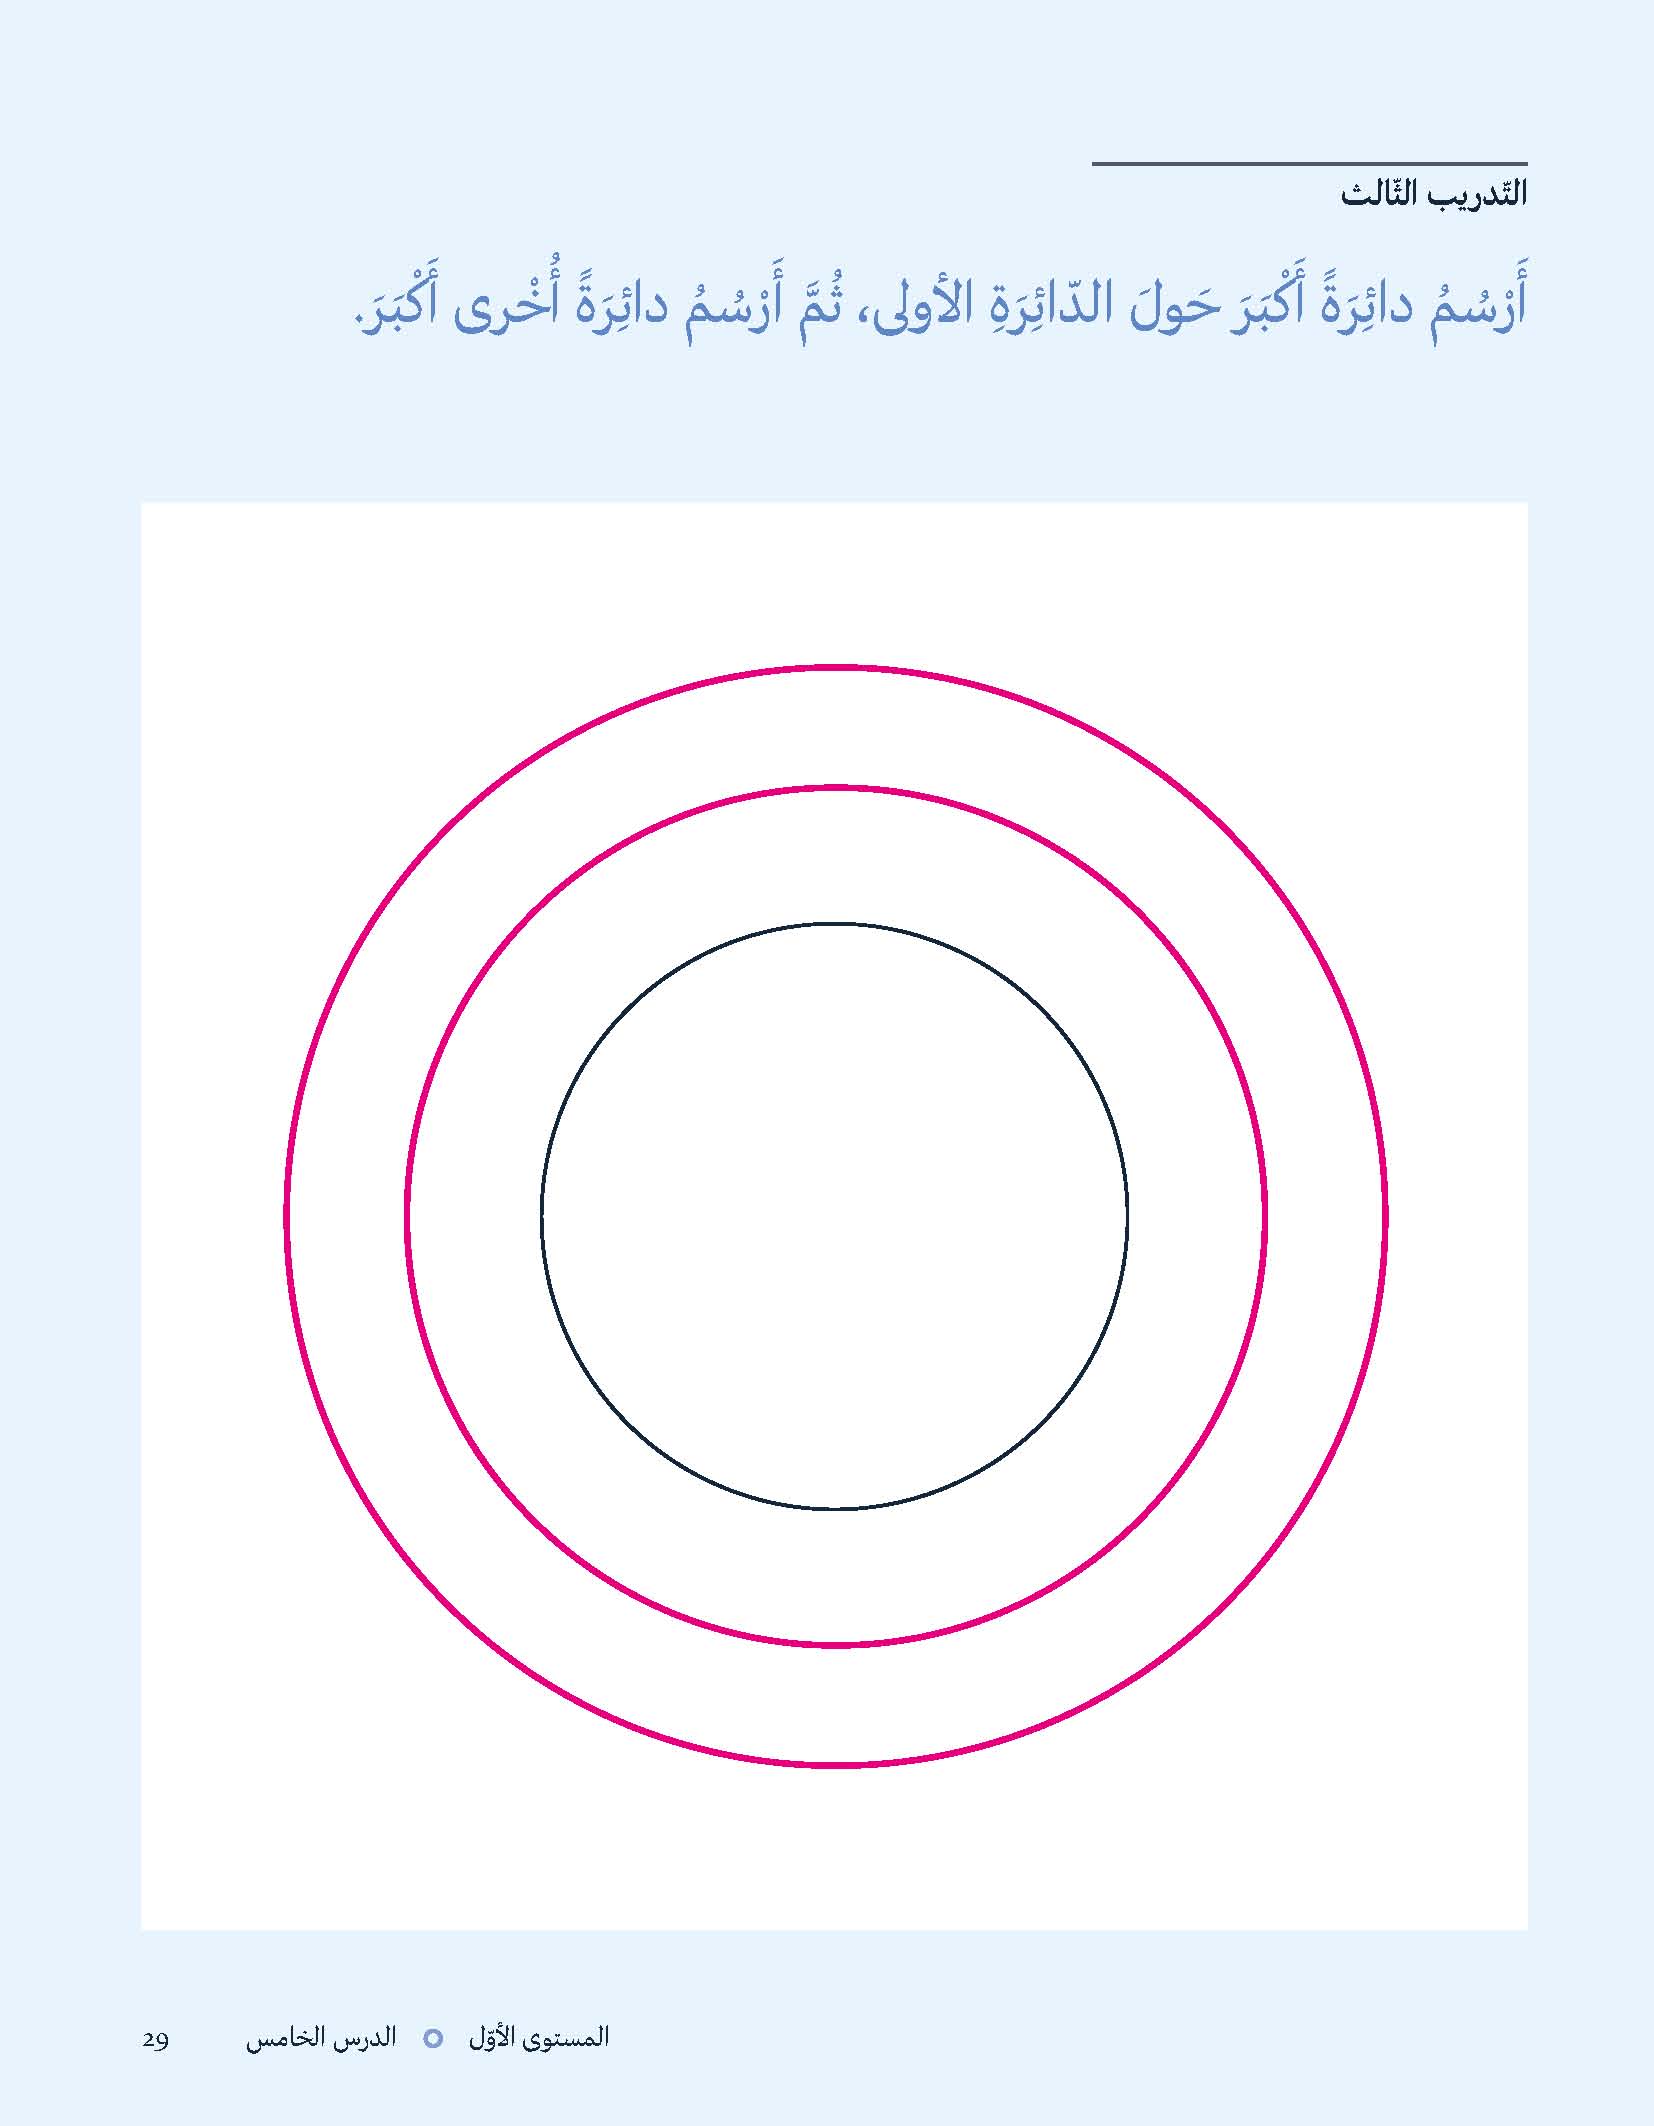 التّدريب الثّالث
أَرْسُمُ دائِرَةً أَكْبَرَ حَولَ الدّائِرَةِ الأولى، ثُمَّ أَرْسُمُ دائِرَةً أُخْرى أَكْبَرَ.
المستوى الأوّل الدرس الخامس 29